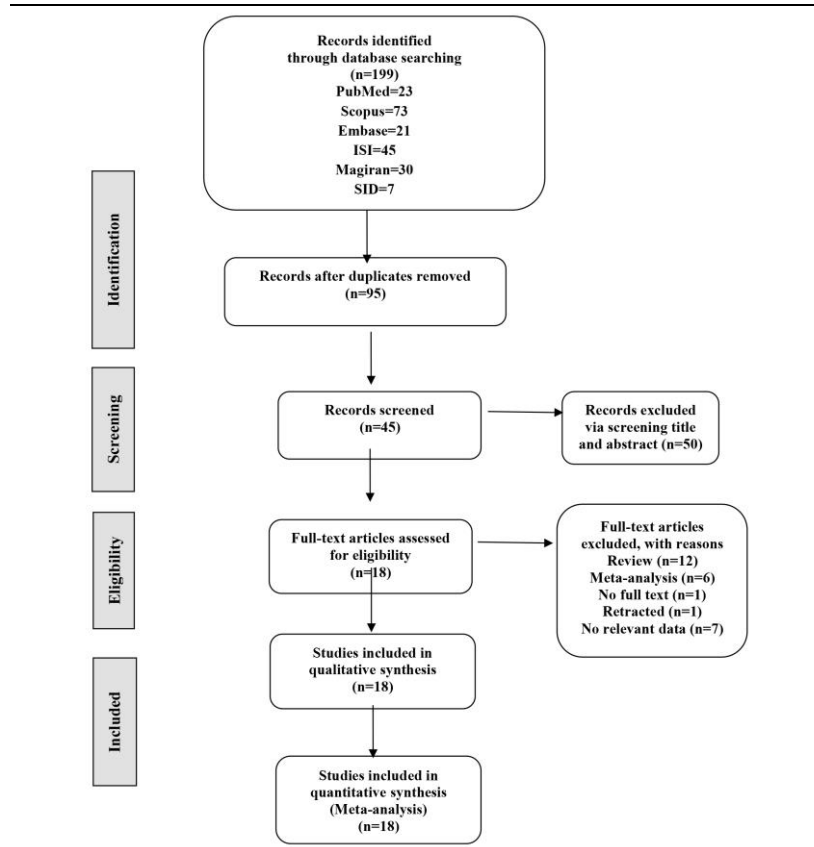 Records identified
through database searching
(n=199)
PubMed=23
Scopus=73
Embase=21
ISI=45
Magiran=30
SID=7
Identification
Records after duplicates removed
(n=95)
Screening
Records screened
(n=45)
Records excluded
via screening title
and abstract (n=50)
Eligibility
Full-text articles assessed
for eligibility
(n=18)
Full-text articles
excluded, with reasons
Review (n=12)
Meta-analysis (n=6)
No full text (n=1)
Retracted (n=1)
No relevant data (n=7)
Included
Studies included in
qualitative synthesis
(n=18)
Studies included in
quantitative synthesis
(Meta-analysis)
(n=18)